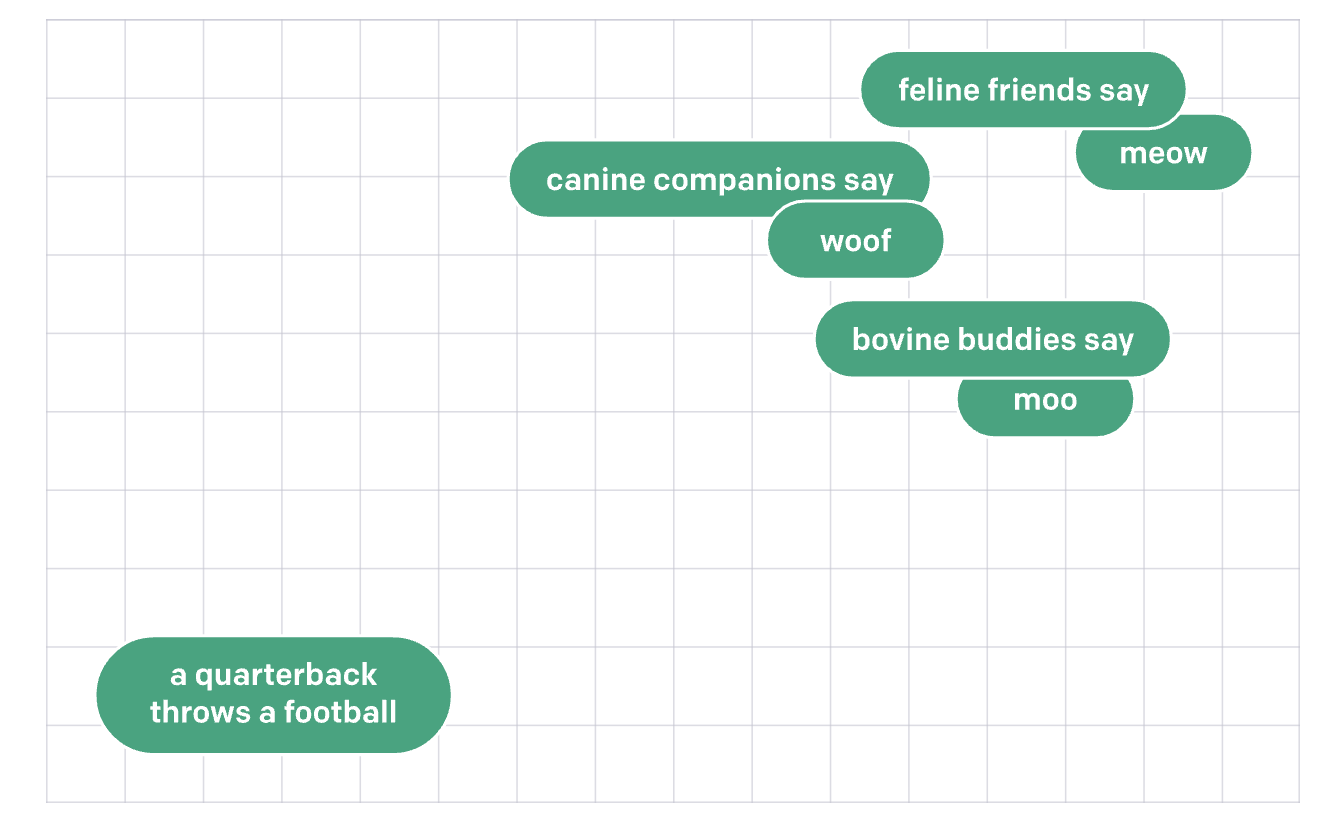 feline friends say
meow
canine companions say
woof
bovine buddies say
moo
a quarterback
throws a football